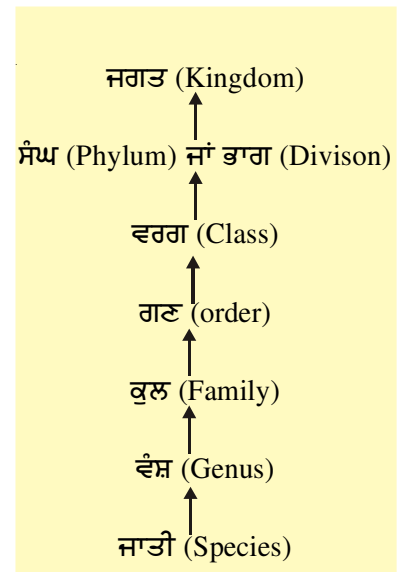 ਜਗਤ (Kingdom)
ਸੰਘ (Phylum) ਜਾਂ ਭਾਗ (Divison)
ਵਰਗ (Class)
ਗਣ (order)
ਕੁਲ (Family)
ਵੰਸ਼ (Genus)
ਜਾਤੀ (Species)